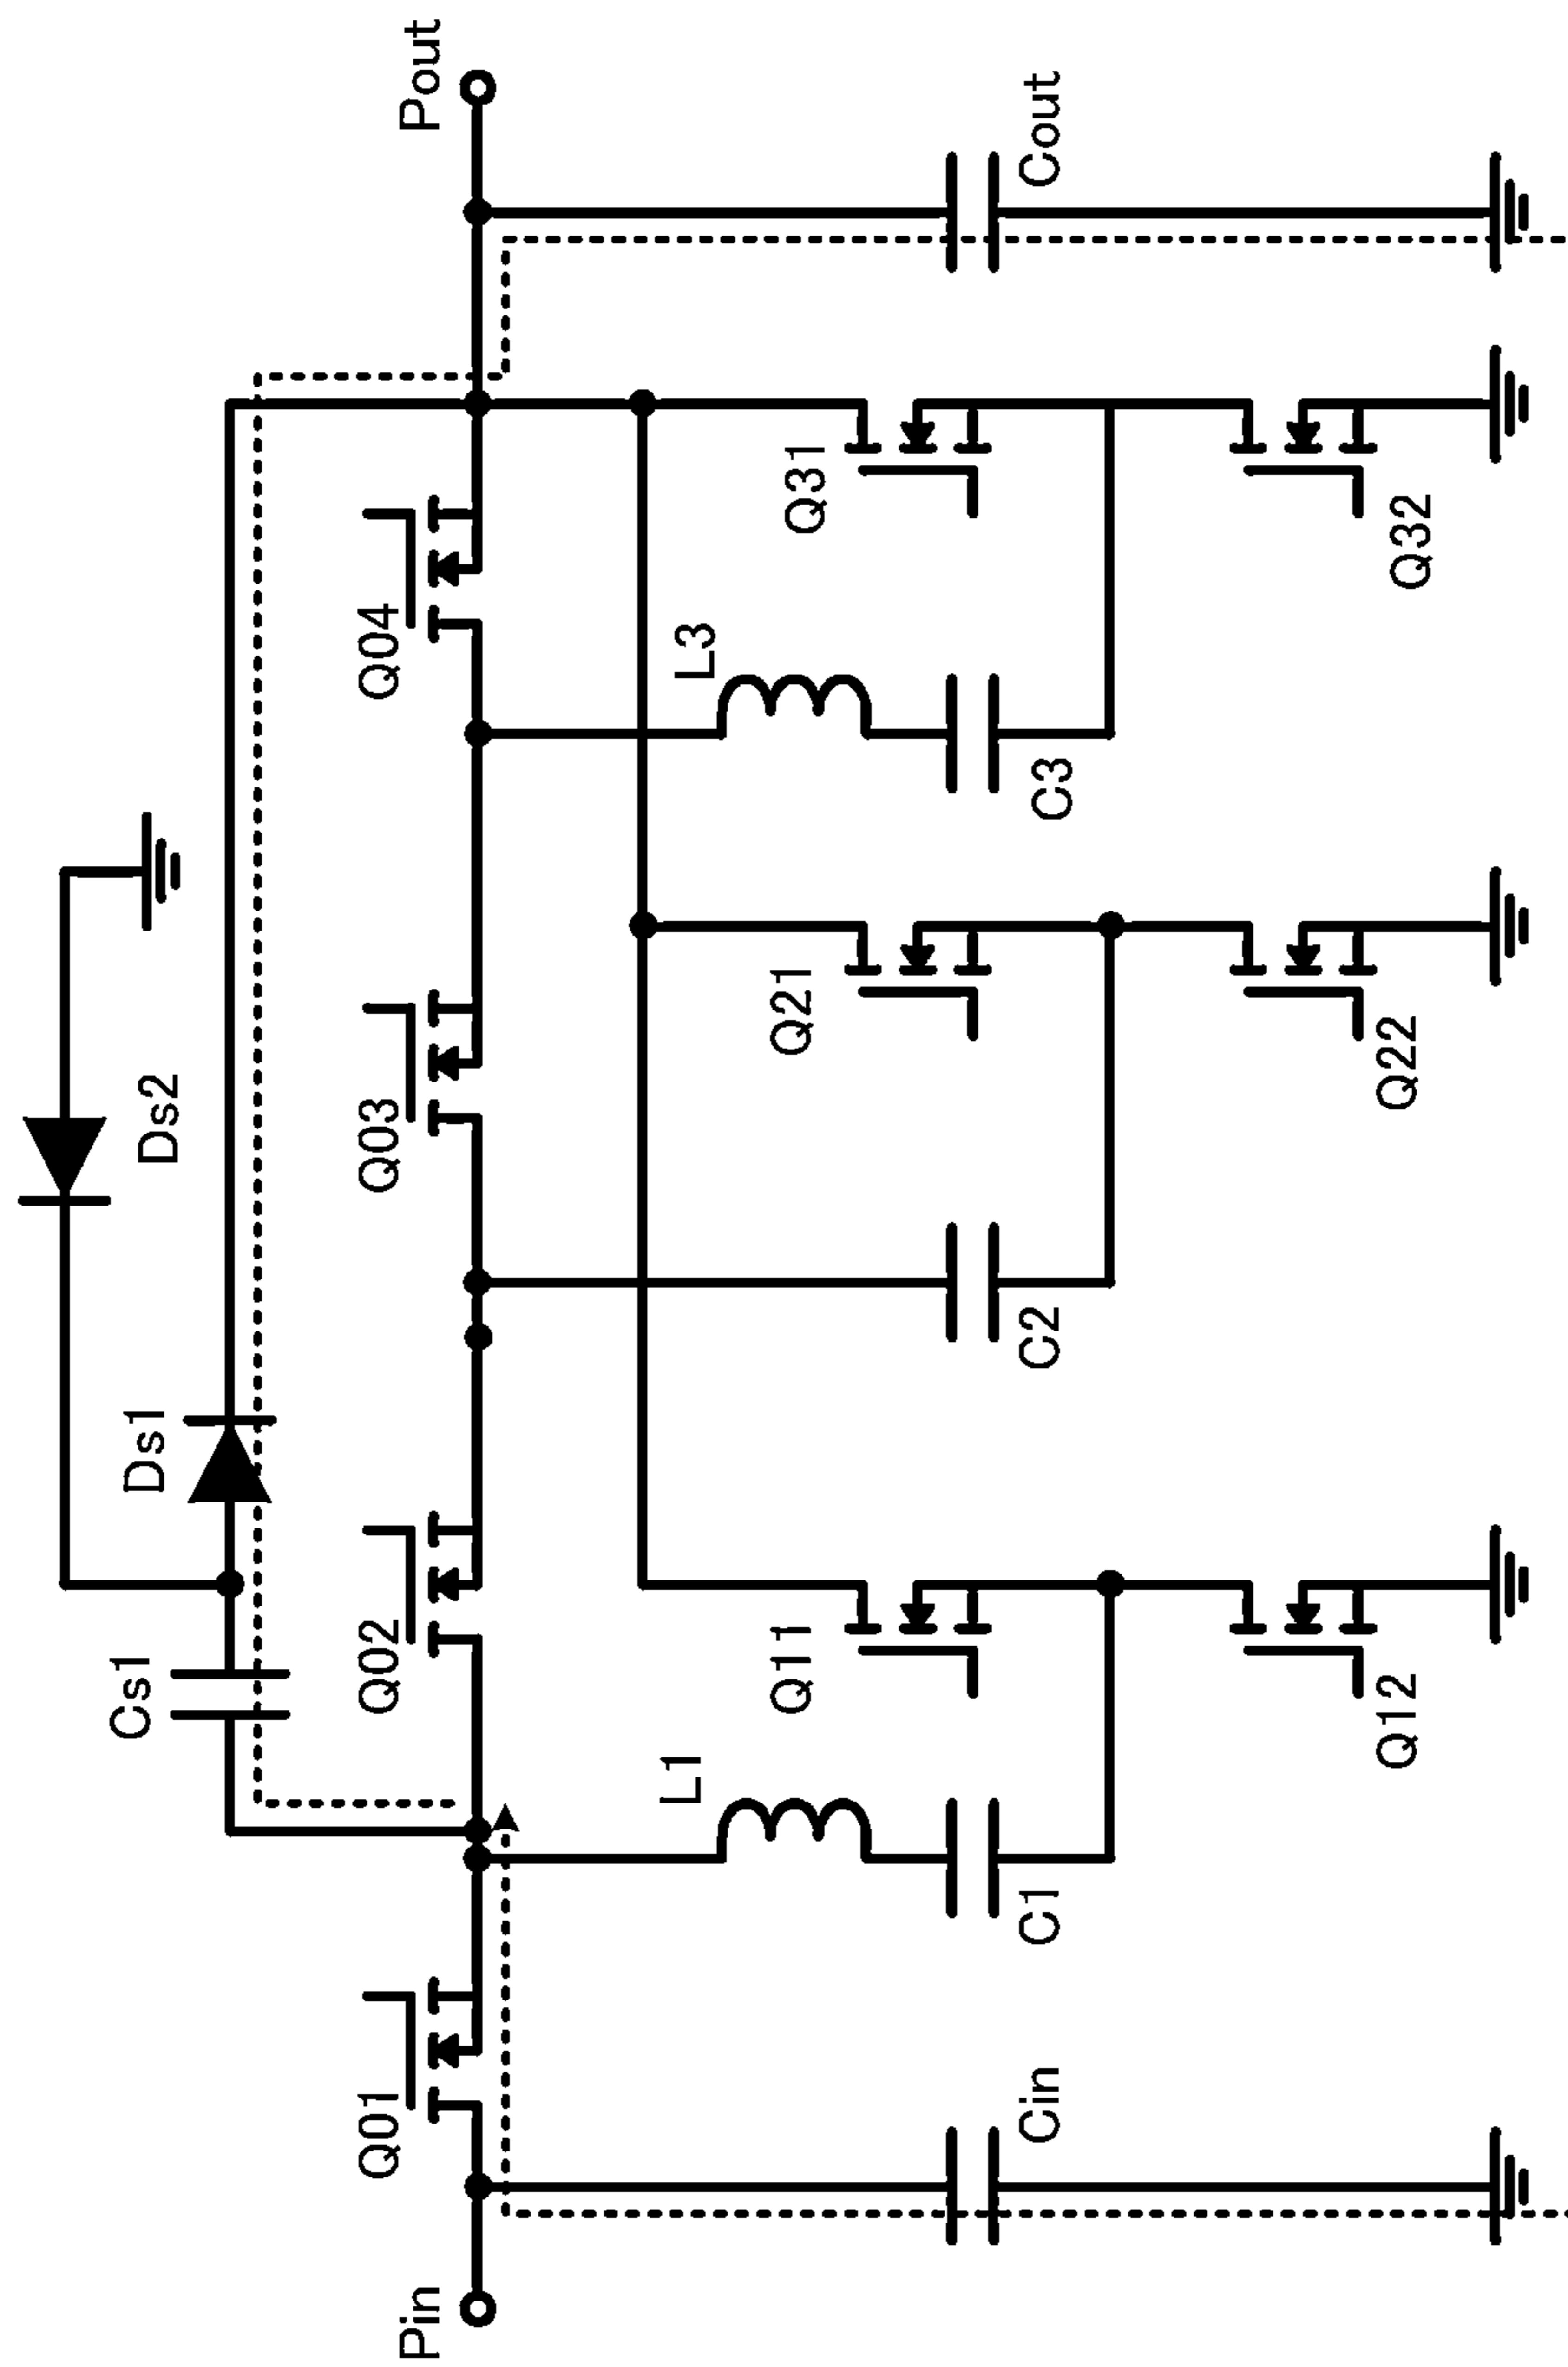 Ds2
Cs1
Ds1
Pin
Q01
Q02
Q03
Q04
Pout
L1
L3
Q11
Q21
Q31
Cin
C1
C2
C3
Cout
Q12
Q22
Q32